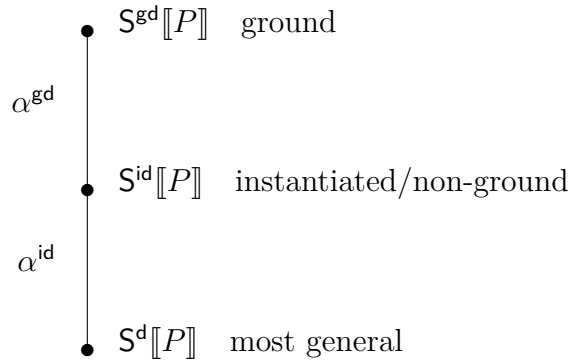 S^gd⟦P⟧ ground
α^gd
S^id⟦P⟧ instantiated/non-ground
α^id
S^d⟦P⟧ most general